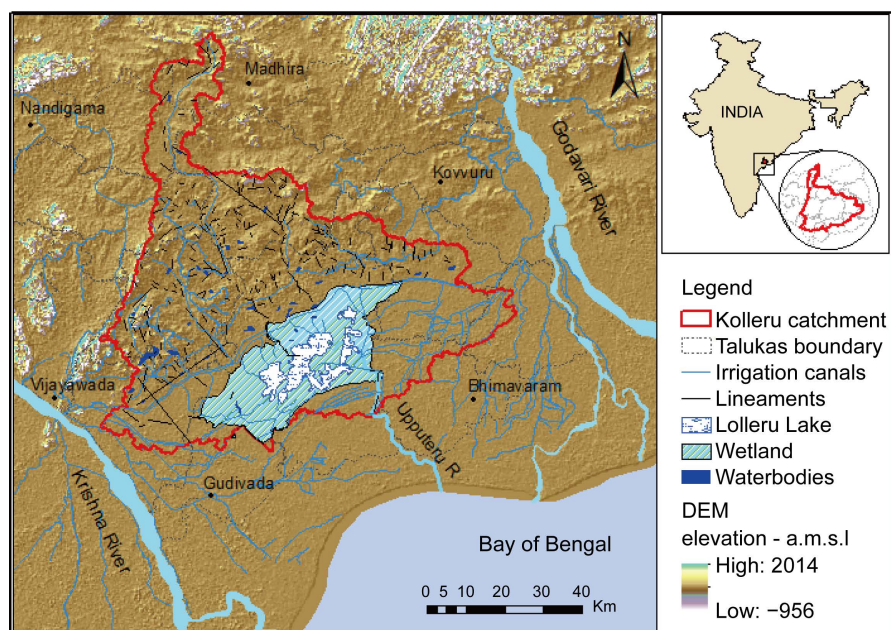 N
Madhira
Nandigama
Kovvuru
Godavari River
Vijayawada
Bhimavaram
Upputeru R
Gudivada
Krishna River
Bay of Bengal
0 5 10 20 30 40
Km
INDIA
Legend
Kolleru catchment
Talukas boundary
Lirrigation canals
Lineaments
Lolleru Lake
Wetland
Waterbodies
DEM
elevation - a.m.s.l
High: 2014
Low: −956